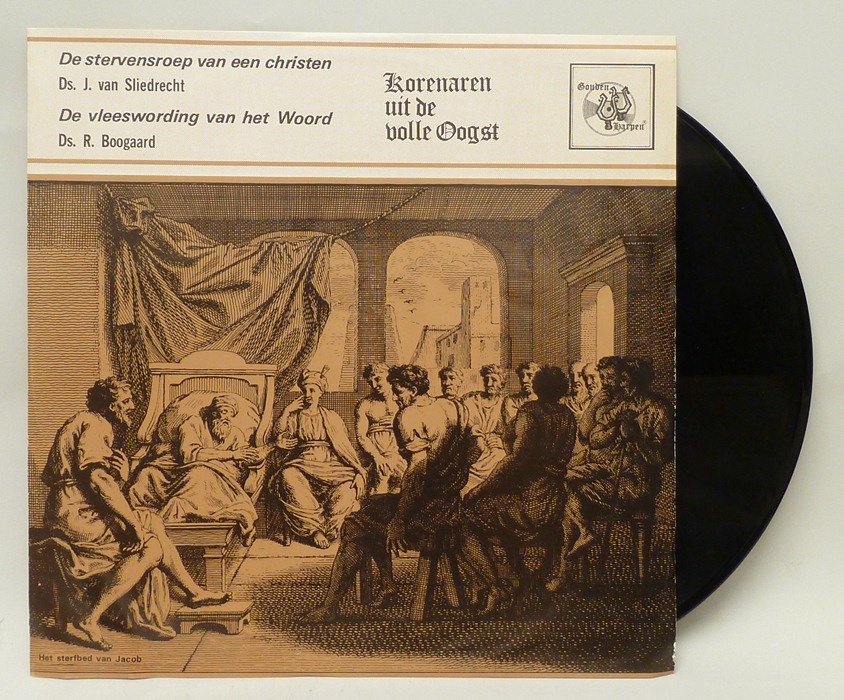 De stervensroep van een christen
Ds. J. van Sliedrecht
De vleeswording van het Woord
Ds. R. Boogaard
Korenaren
uit de
volle Oogst
Gouden
Harpen
Het sterfbed van Jacob